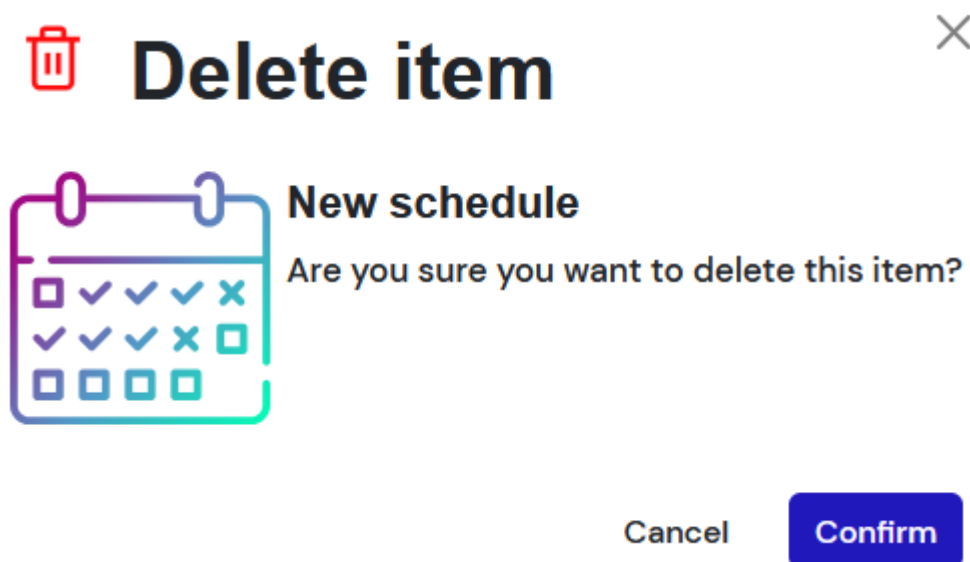 Delete item
New schedule
Are you sure you want to delete this item?
Cancel
Confirm